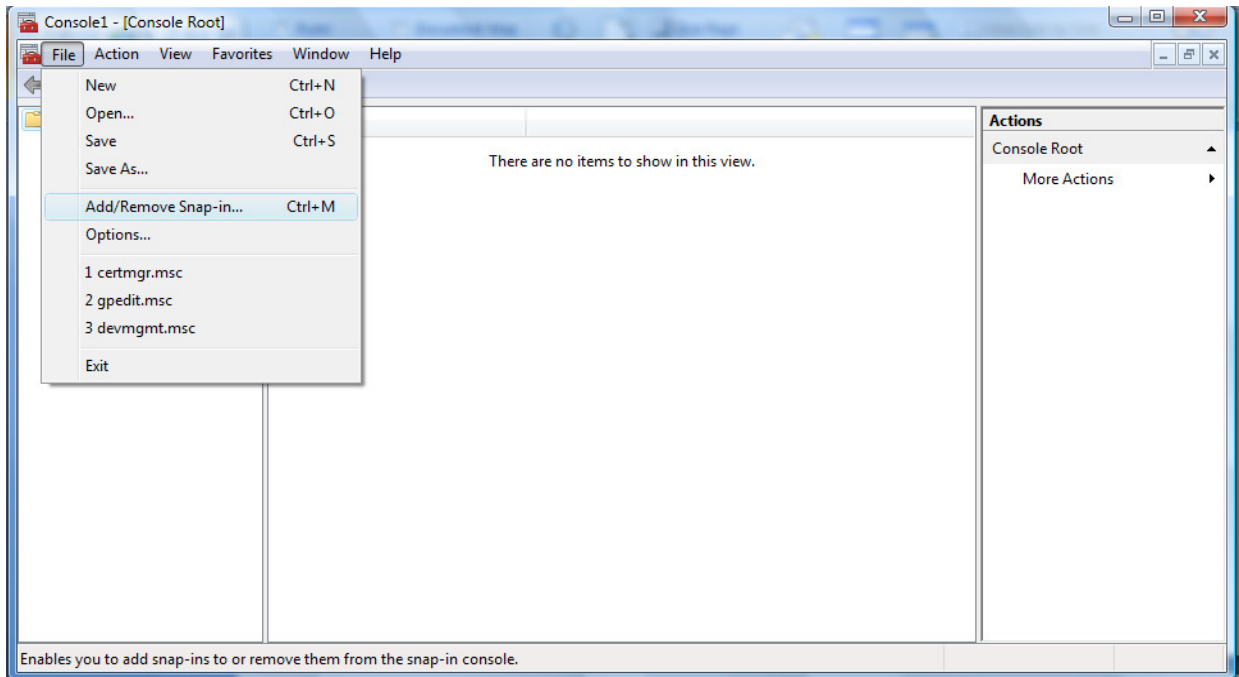 Console1 - [Console Root]
File Action View Favorites Window Help
New Ctrl+N
Open... Ctrl+O
Save Ctrl+S
Save As...
Add/Remove Snap-in... Ctrl+M
Options...
1 certmgr.msc
2 gpedit.msc
3 devmgmt.msc
Exit
There are no items to show in this view.
Actions
Console Root
More Actions
Enables you to add snap-ins to or remove them from the snap-in console.